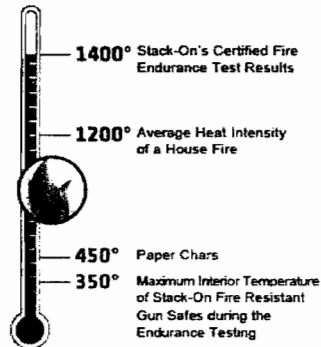 1400° Stack-On's Certified Fire
Endurance Test Results
1200° Average Heat Intensity
of a House Fire
450° Paper Chars
350° Maximum Interior Temperature
of Stack-On Fire Resistant
Gun Safes during the
Endurance Testing